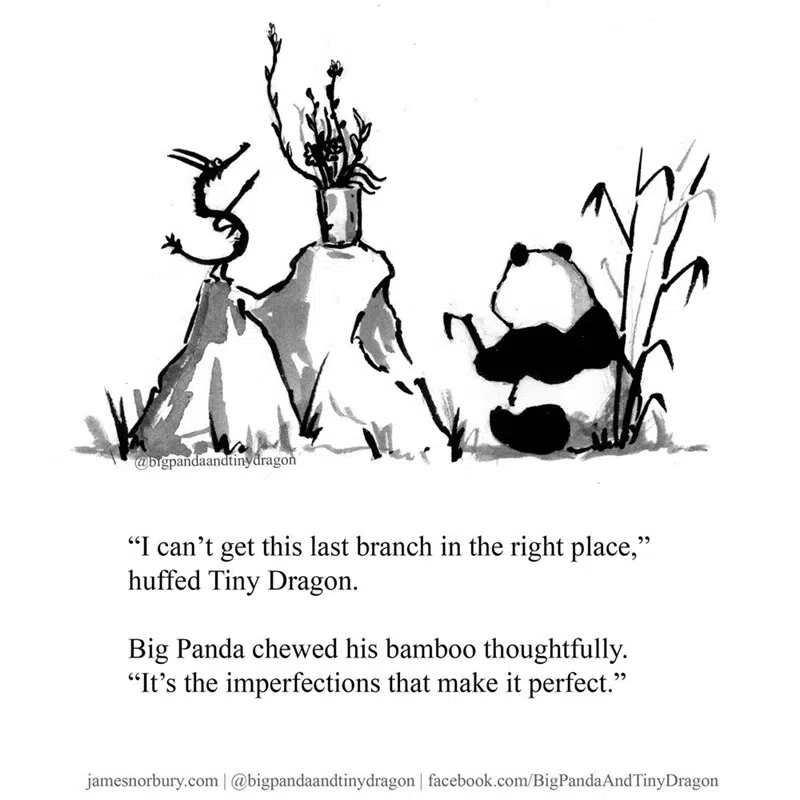 @bigpandaandtinydragon
“I can’t get this last branch in the right place,”
huffed Tiny Dragon.
Big Panda chewed his bamboo thoughtfully.
“It’s the imperfections that make it perfect.”
jamesnorbury.com | @bigpandaandtinydragon | facebook.com/BigPandaAndTinyDragon